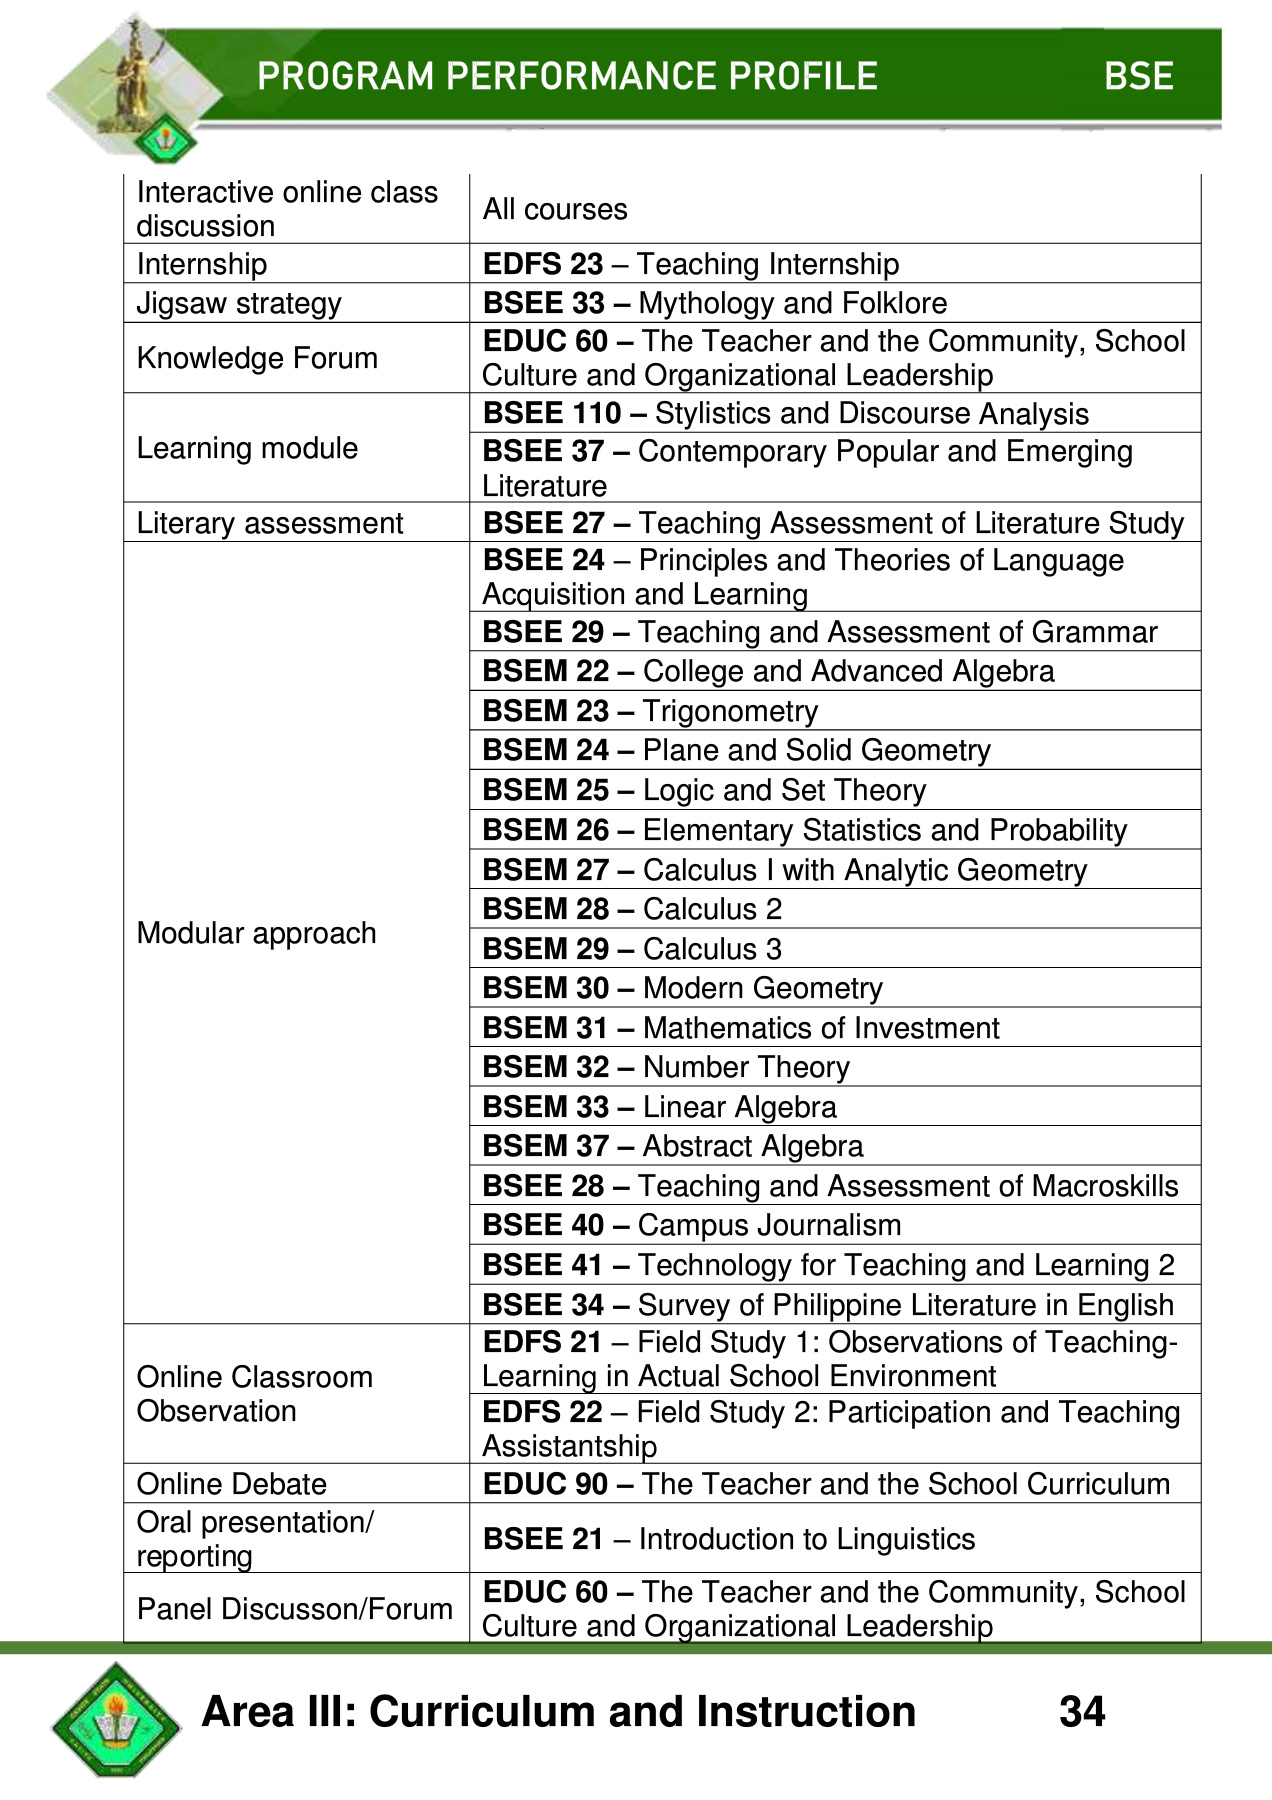 PROGRAM PERFORMANCE PROFILE BSE
Interactive online class
discussion
All courses
Internship
EDFS 23 – Teaching Internship
Jigsaw strategy
BSEE 33 – Mythology and Folklore
Knowledge Forum
EDUC 60 – The Teacher and the Community, School
Culture and Organizational Leadership
Learning module
BSEE 110 – Stylistics and Discourse Analysis
BSEE 37 – Contemporary Popular and Emerging
Literature
Literary assessment
BSEE 27 – Teaching Assessment of Literature Study
Modular approach
BSEE 24 – Principles and Theories of Language
Acquisition and Learning
BSEE 29 – Teaching and Assessment of Grammar
BSEM 22 – College and Advanced Algebra
BSEM 23 – Trigonometry
BSEM 24 – Plane and Solid Geometry
BSEM 25 – Logic and Set Theory
BSEM 26 – Elementary Statistics and Probability
BSEM 27 – Calculus I with Analytic Geometry
BSEM 28 – Calculus 2
BSEM 29 – Calculus 3
BSEM 30 – Modern Geometry
BSEM 31 – Mathematics of Investment
BSEM 32 – Number Theory
BSEM 33 – Linear Algebra
BSEM 37 – Abstract Algebra
BSEE 28 – Teaching and Assessment of Macroskills
BSEE 40 – Campus Journalism
BSEE 41 – Technology for Teaching and Learning 2
BSEE 34 – Survey of Philippine Literature in English
Online Classroom
Observation
EDFS 21 – Field Study 1: Observations of Teaching-
Learning in Actual School Environment
EDFS 22 – Field Study 2: Participation and Teaching
Assistantship
Online Debate
EDUC 90 – The Teacher and the School Curriculum
Oral presentation/
reporting
BSEE 21 – Introduction to Linguistics
Panel Discusson/Forum
EDUC 60 – The Teacher and the Community, School
Culture and Organizational Leadership
Area III: Curriculum and Instruction 34